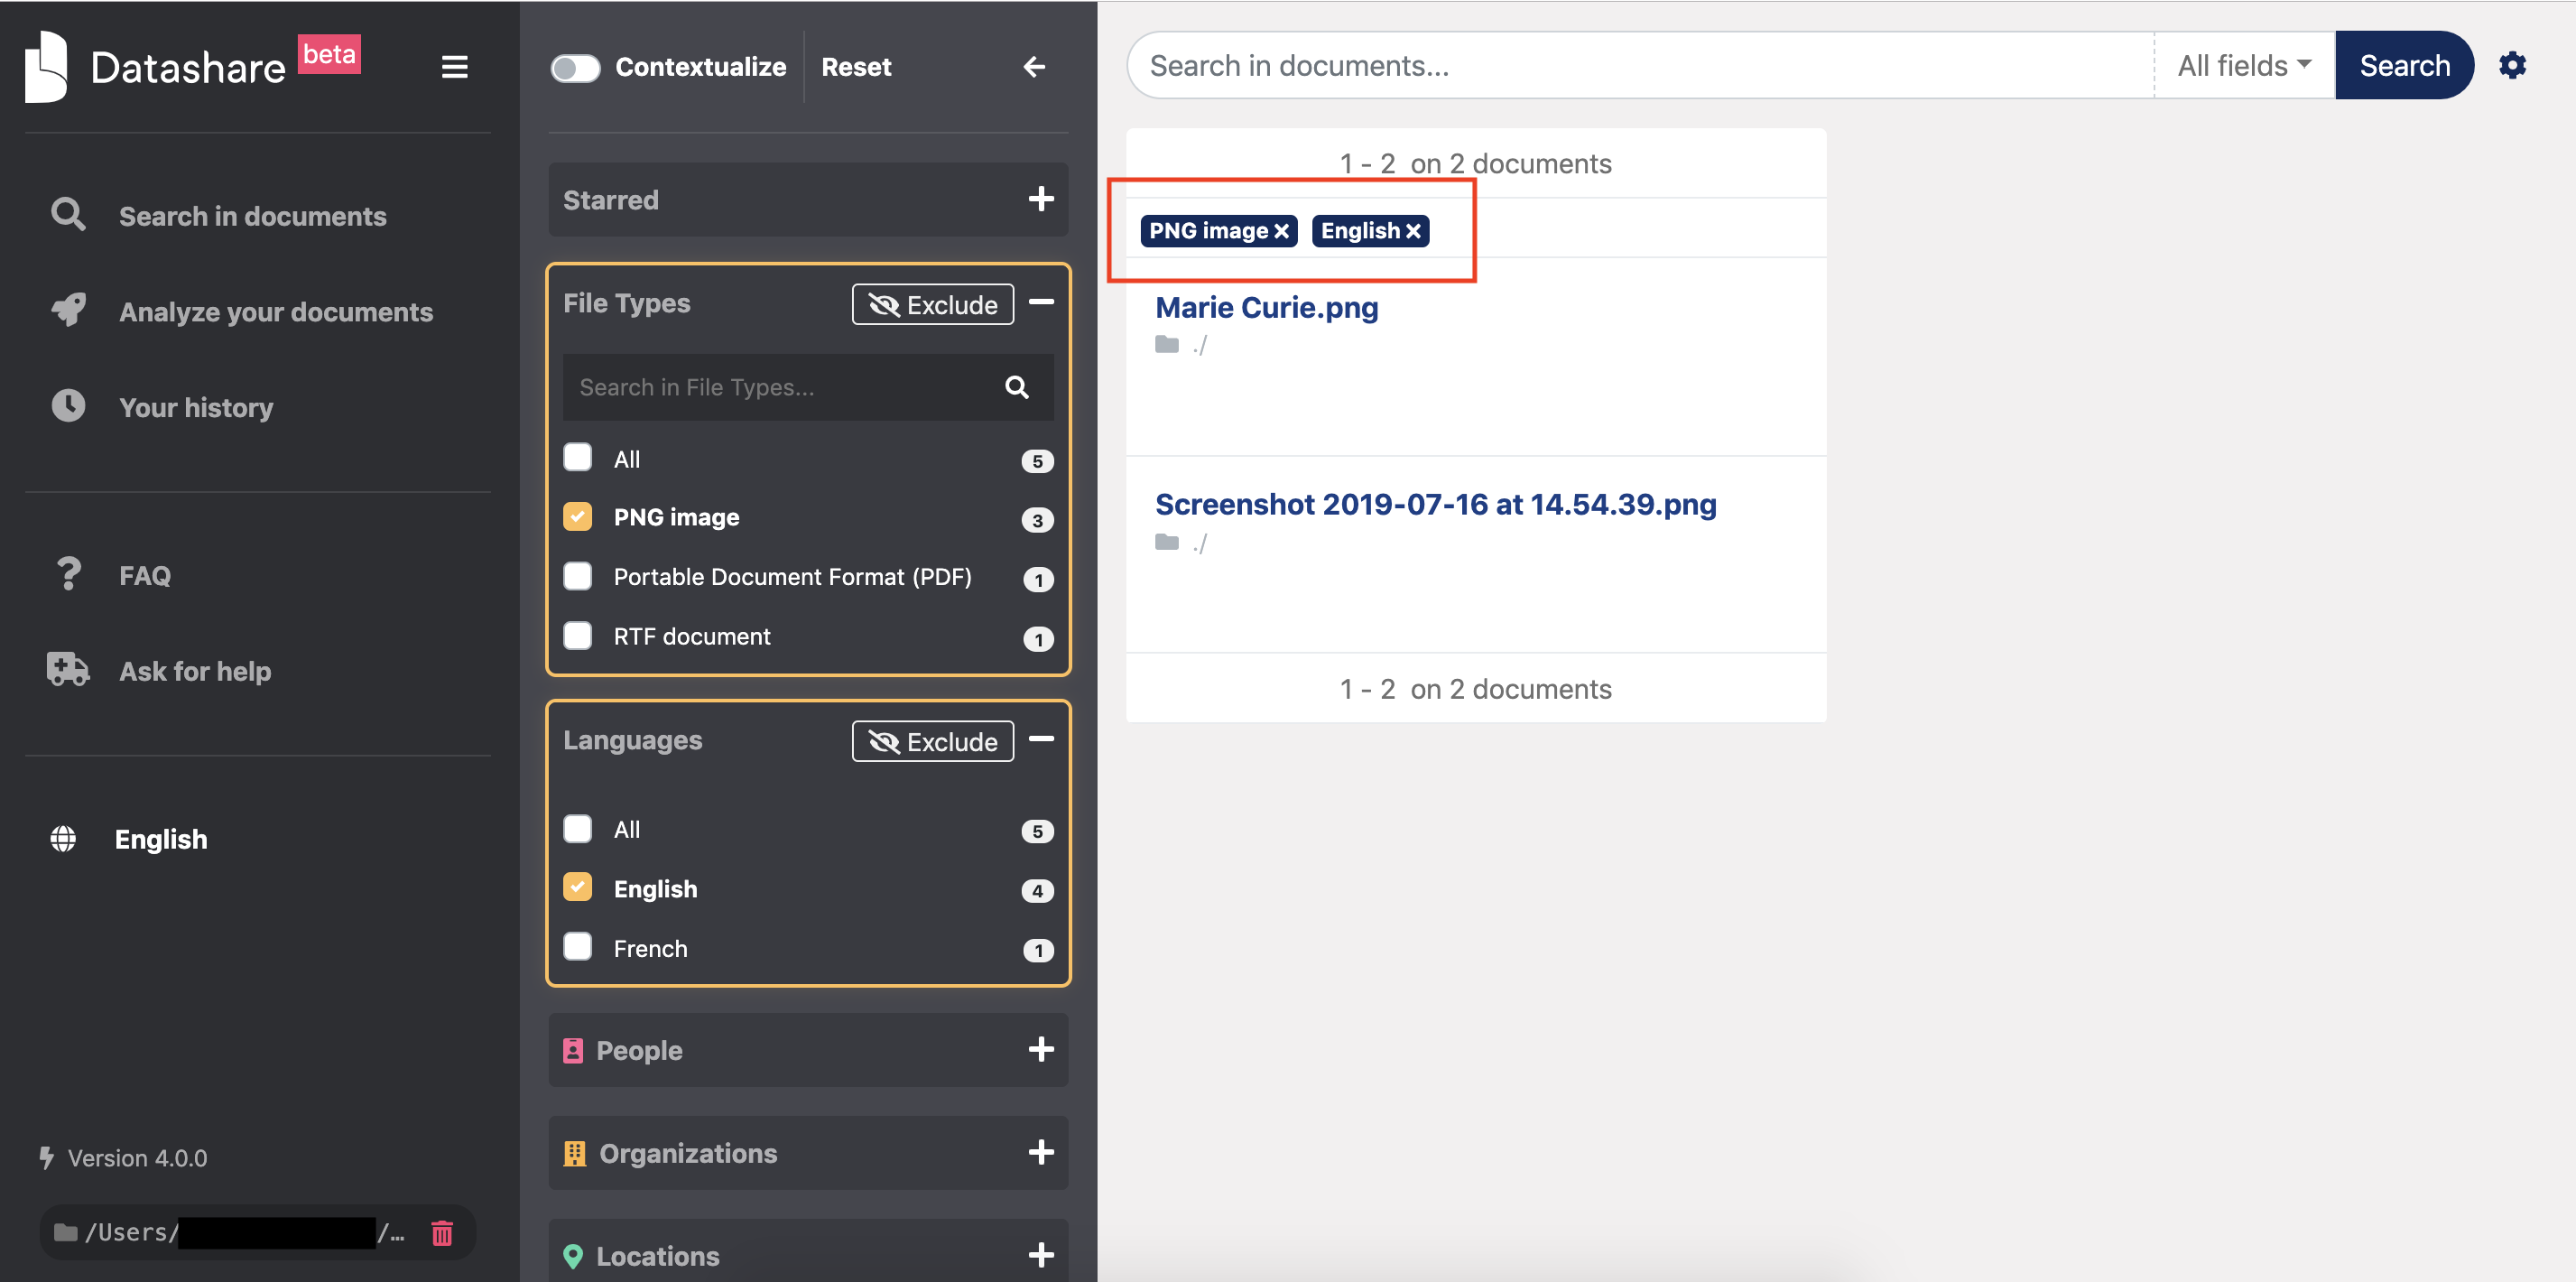 Datashare beta
Search in documents
Analyze your documents
Your history
FAQ
Ask for help
English
Version 4.0.0
/Users/ /…
Contextualize
Reset
Starred
File Types
Exclude
Search in File Types...
All 5
PNG image 3
Portable Document Format (PDF) 1
RTF document 1
Languages
Exclude
All 5
English 4
French 1
People
Organizations
Locations
Search in documents...
All fields
Search
1 - 2 on 2 documents
PNG image
English
Marie Curie.png
./
Screenshot 2019-07-16 at 14.54.39.png
./
1 - 2 on 2 documents